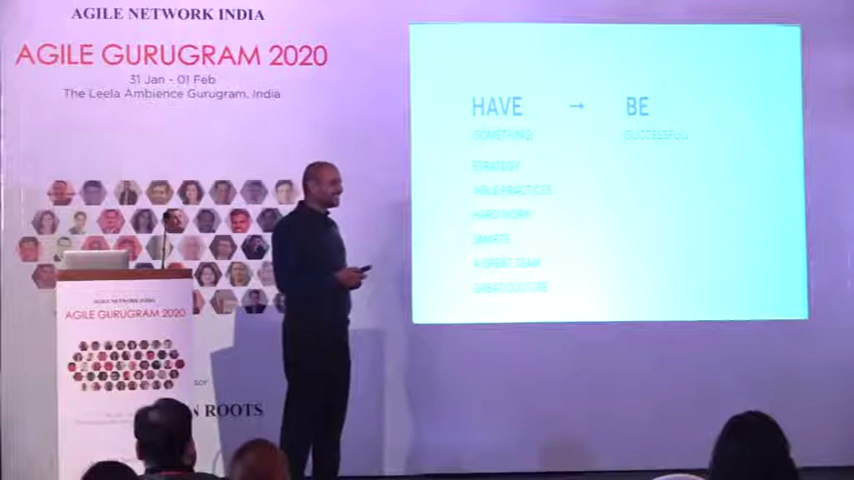 AGILE NETWORK INDIA
AGILE GURUGRAM 2020
31 Jan - 01 Feb
The Leela Ambience Gurugram, India
HAVE → BE
(SOMETHING) (SUCCESSFUL)
STRATEGY
AGILE PRACTICES
HARD WORK
SMARTS
A GREAT TEAM
GREAT CULTURE
AGILE NETWORK INDIA
AGILE GURUGRAM 2020
ROOTS